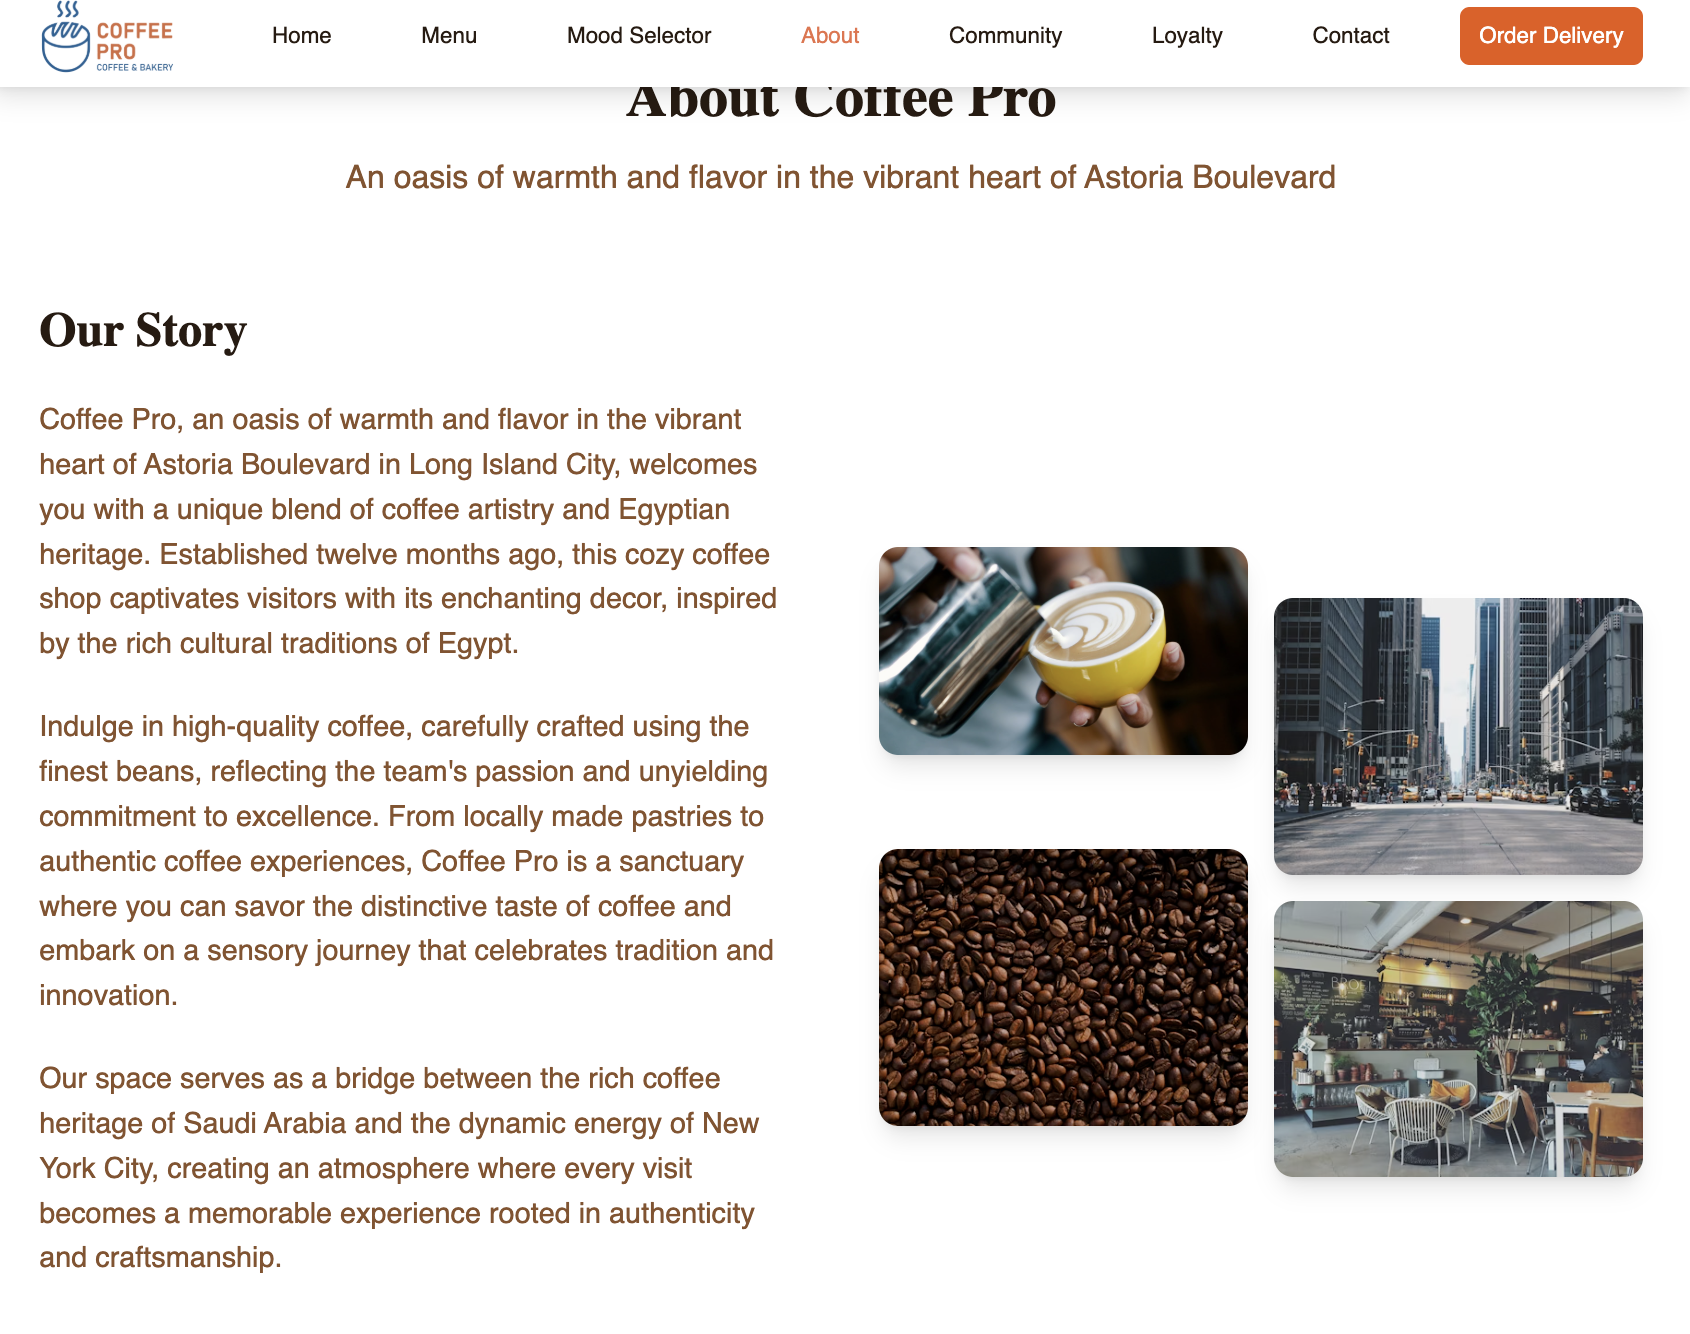 COFFEE
PRO
COFFEE & BAKERY
Home
Menu
Mood Selector
About
Community
Loyalty
Contact
Order Delivery
About Coffee Pro
An oasis of warmth and flavor in the vibrant heart of Astoria Boulevard
Our Story
Coffee Pro, an oasis of warmth and flavor in the vibrant
heart of Astoria Boulevard in Long Island City, welcomes
you with a unique blend of coffee artistry and Egyptian
heritage. Established twelve months ago, this cozy coffee
shop captivates visitors with its enchanting decor, inspired
by the rich cultural traditions of Egypt.
Indulge in high-quality coffee, carefully crafted using the
finest beans, reflecting the team's passion and unyielding
commitment to excellence. From locally made pastries to
authentic coffee experiences, Coffee Pro is a sanctuary
where you can savor the distinctive taste of coffee and
embark on a sensory journey that celebrates tradition and
innovation.
Our space serves as a bridge between the rich coffee
heritage of Saudi Arabia and the dynamic energy of New
York City, creating an atmosphere where every visit
becomes a memorable experience rooted in authenticity
and craftsmanship.